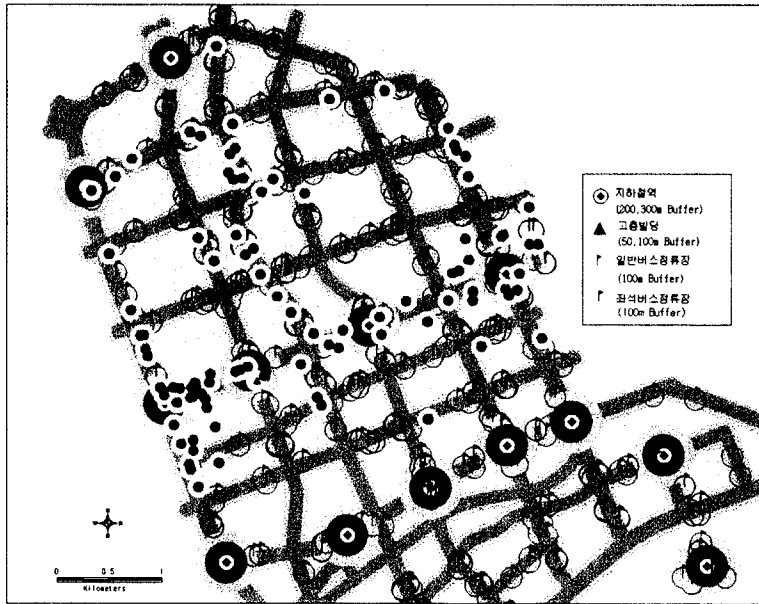 지하철역
(200,300m Buffer)
고층빌딩
(50,100m Buffer)
일반버스정류장
(100m Buffer)
좌석버스정류장
(100m Buffer)
0 0.5 1
Kilometers